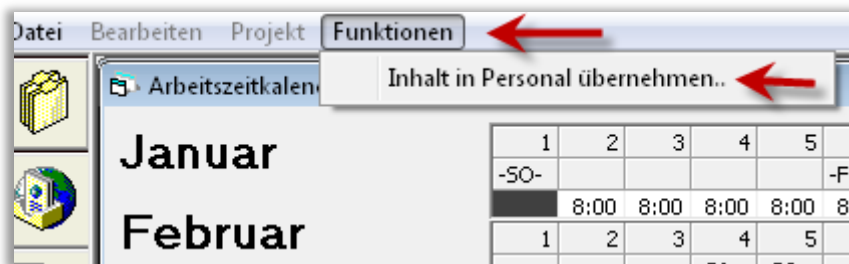 Datei Bearbeiten Projekt Funktionen
Inhalt in Personal übernehmen..
Arbeitszeitkalen
Januar
1 2 3 4 5
-SO- -F
8:00 8:00 8:00 8:00 8
Februar
1 2 3 4 5